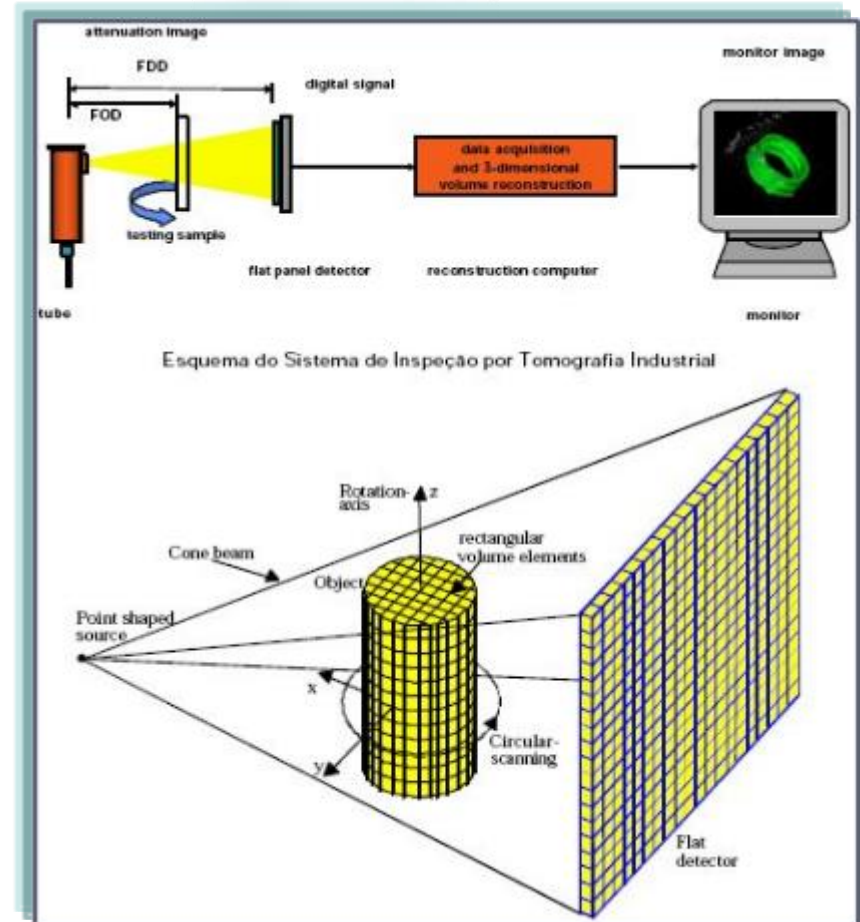 attenuation image
monitor image
FDD
digital signal
FOD
data acquisition
and 3-dimensional
volume reconstruction
testing sample
flat panel detector
reconstruction computer
tube
monitor
Esquema do Sistema de Inspeção por Tomografia Industrial
Rotation-
axis
z
Cone beam
rectangular
volume elements
Object
Point shaped
source
x
y
Circular-
scanning
Flat
detector